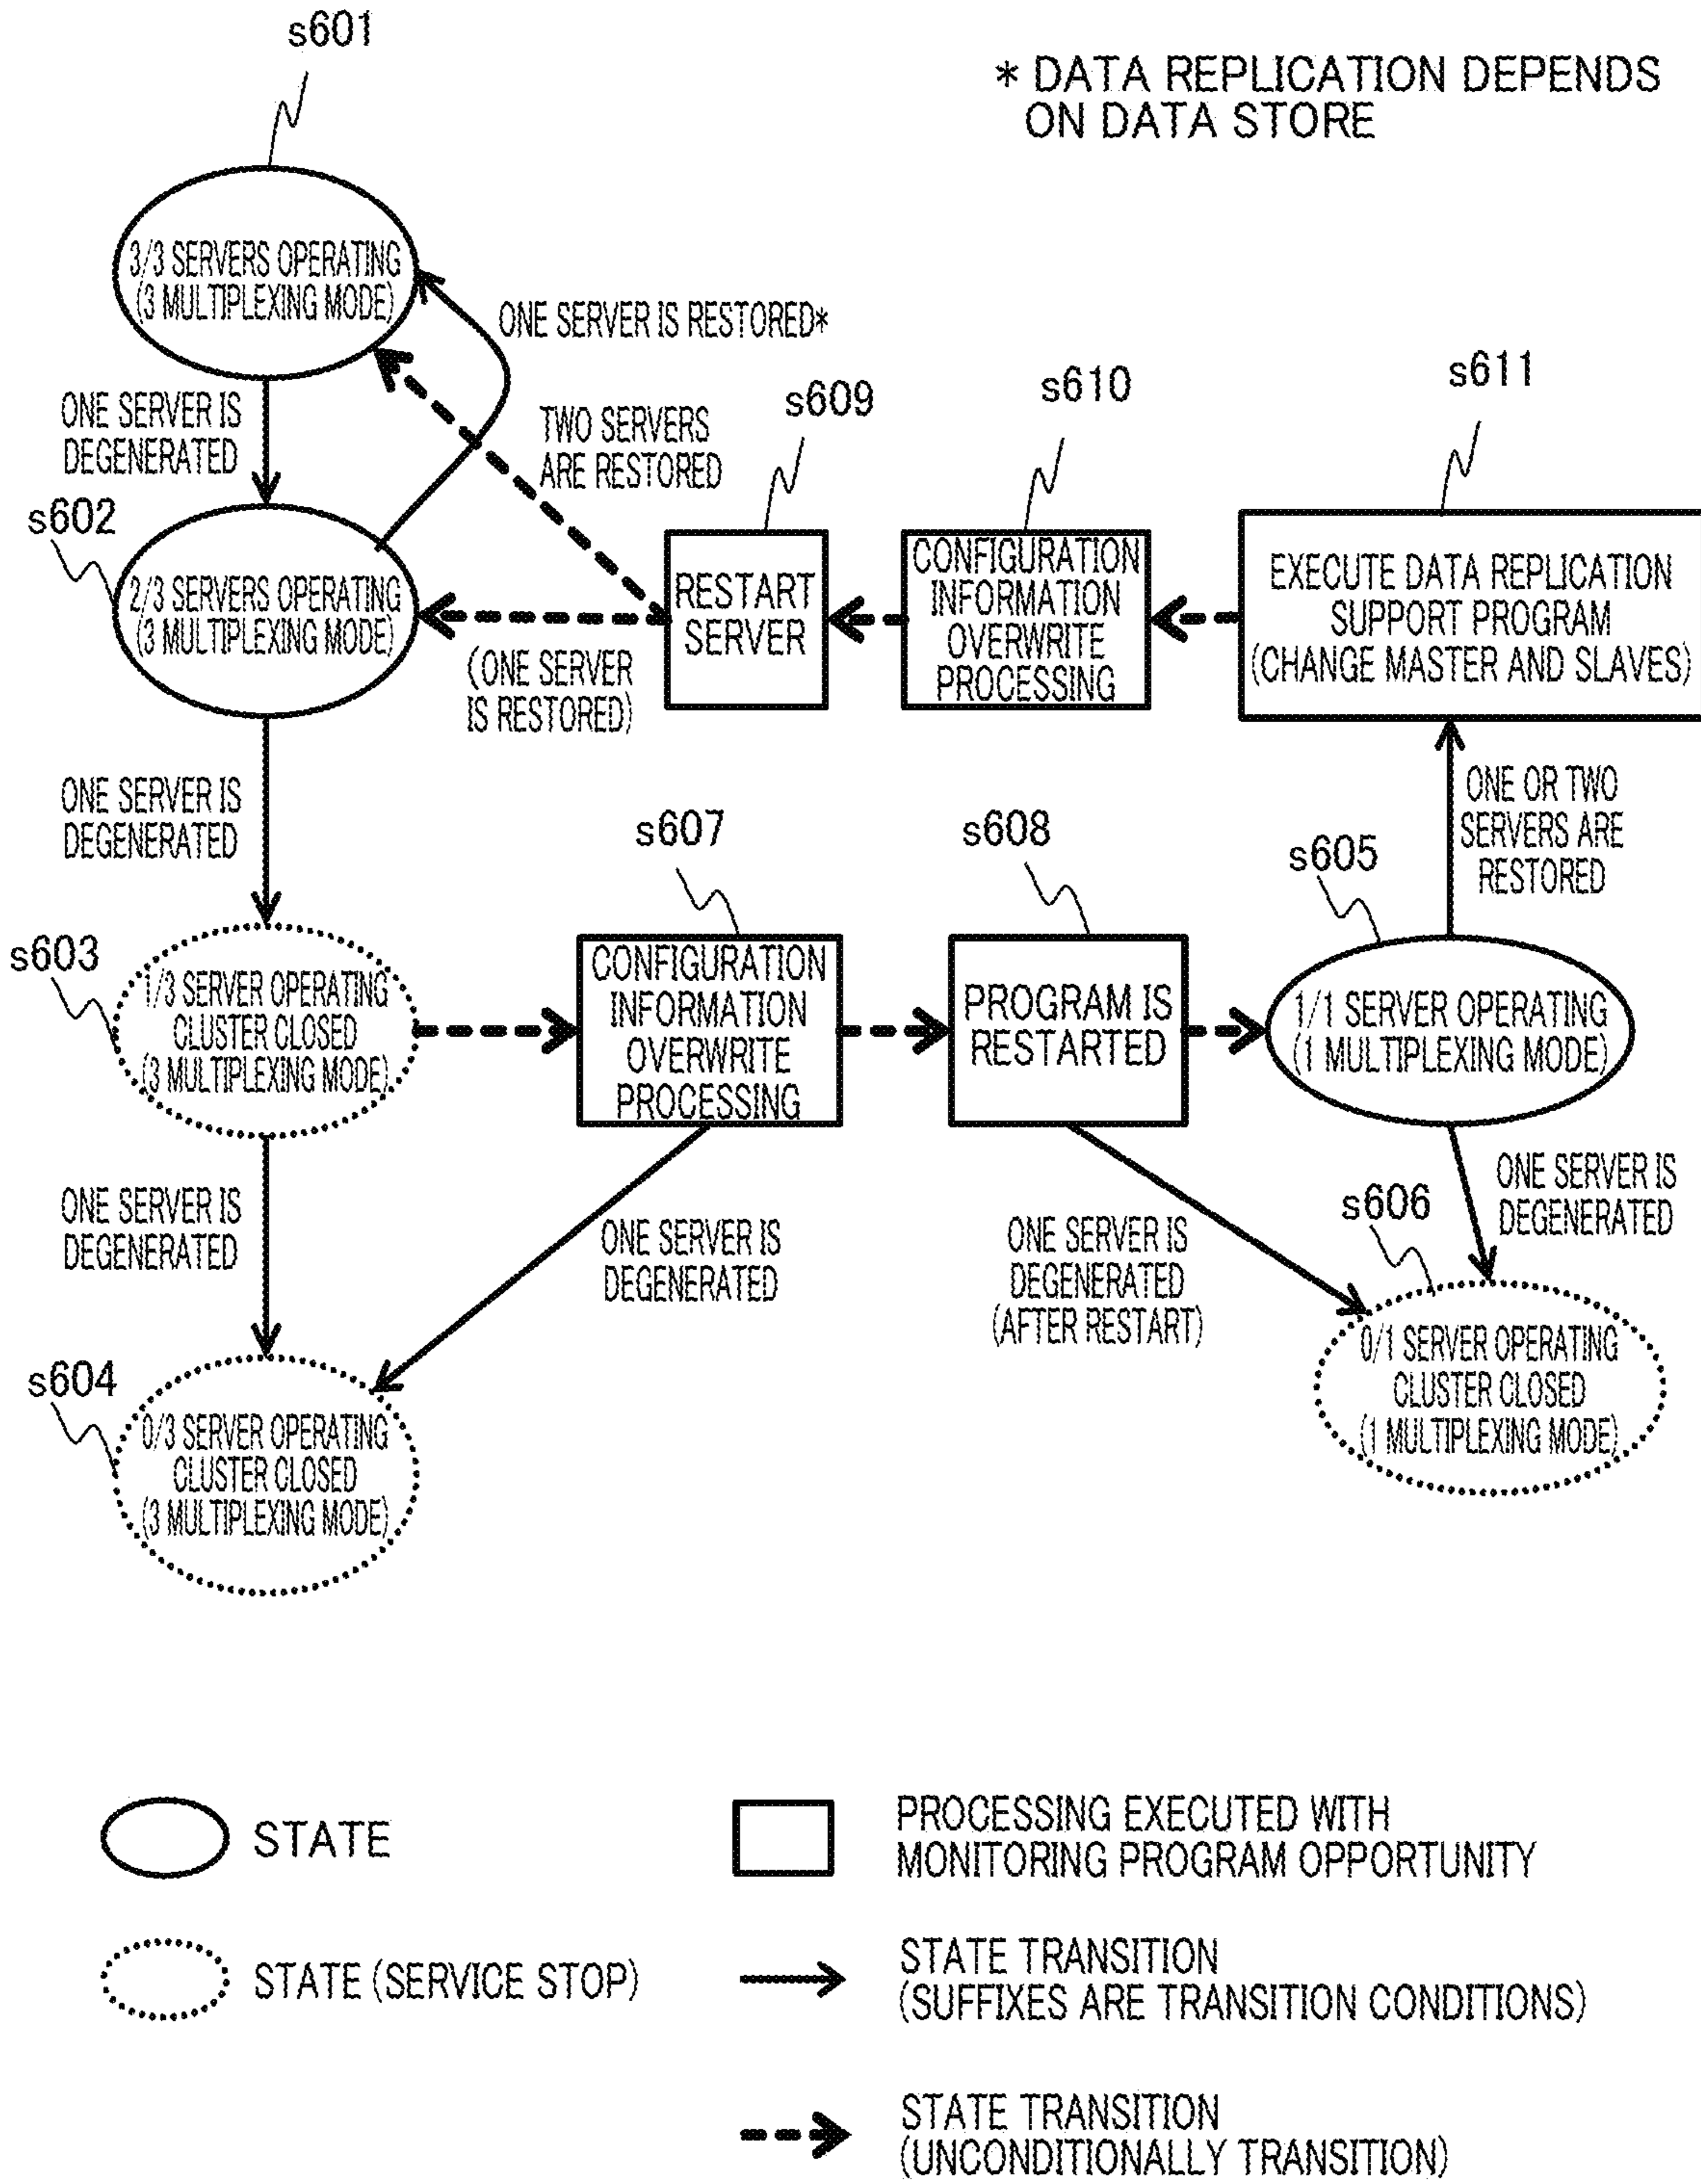 s601
* DATA REPLICATION DEPENDS
ON DATA STORE
3/3 SERVERS OPERATING
(3 MULTIPLEXING MODE)
ONE SERVER IS RESTORED*
ONE SERVER IS
DEGENERATED
TWO SERVERS
ARE RESTORED
s609
s610
s611
s602
2/3 SERVERS OPERATING
(3 MULTIPLEXING MODE)
(ONE SERVER
IS RESTORED)
RESTART
SERVER
CONFIGURATION
INFORMATION
OVERWRITE
PROCESSING
EXECUTE DATA REPLICATION
SUPPORT PROGRAM
(CHANGE MASTER AND SLAVES)
ONE SERVER IS
DEGENERATED
s607
s608
s605
ONE OR TWO
SERVERS ARE
RESTORED
s603
1/3 SERVER OPERATING
CLUSTER CLOSED
(3 MULTIPLEXING MODE)
CONFIGURATION
INFORMATION
OVERWRITE
PROCESSING
PROGRAM IS
RESTARTED
1/1 SERVER OPERATING
(1 MULTIPLEXING MODE)
ONE SERVER IS
DEGENERATED
ONE SERVER IS
DEGENERATED
ONE SERVER IS
DEGENERATED
(AFTER RESTART)
s606
ONE SERVER IS
DEGENERATED
s604
0/3 SERVER OPERATING
CLUSTER CLOSED
(3 MULTIPLEXING MODE)
0/1 SERVER OPERATING
CLUSTER CLOSED
(1 MULTIPLEXING MODE)
STATE
PROCESSING EXECUTED WITH
MONITORING PROGRAM OPPORTUNITY
STATE (SERVICE STOP)
STATE TRANSITION
(SUFFIXES ARE TRANSITION CONDITIONS)
STATE TRANSITION
(UNCONDITIONALLY TRANSITION)